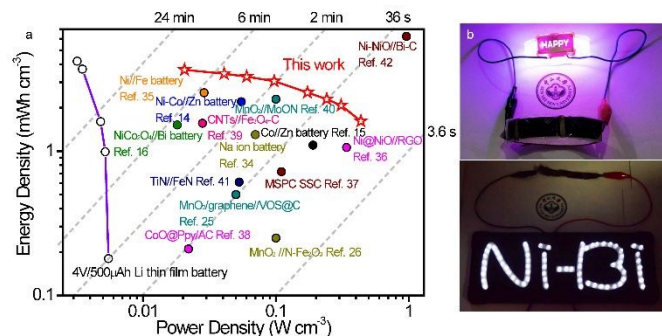 24 min
6 min
2 min
36 s
a
Ni-NiO//Bi-C
Ref. 42
This work
Ni//Fe battery
Ref. 35
Ni-Co//Zn battery
Ref. 14
MnO₂//MoON
Ref. 40
CNTs//Fe₃O₄-C
Ref. 39
Co//Zn battery Ref. 15
3.6 s
NiCo₂O₄//Bi battery
Ref. 16
Na ion battery
Ref. 34
Ni@NiO//RGO
Ref. 36
TiN//FeN Ref. 41
MSPC SSC Ref. 37
MnO₂/graphene//VOS@C
Ref. 25
CoO@Ppy/AC Ref. 38
MnO₂ //N-Fe₂O₃ Ref. 26
4V/500μAh Li thin film battery
Energy Density (mWh cm⁻³)
1
0.1
0.01
0.1
1
Power Density (W cm⁻³)
b
HAPPY
Ni-Bi